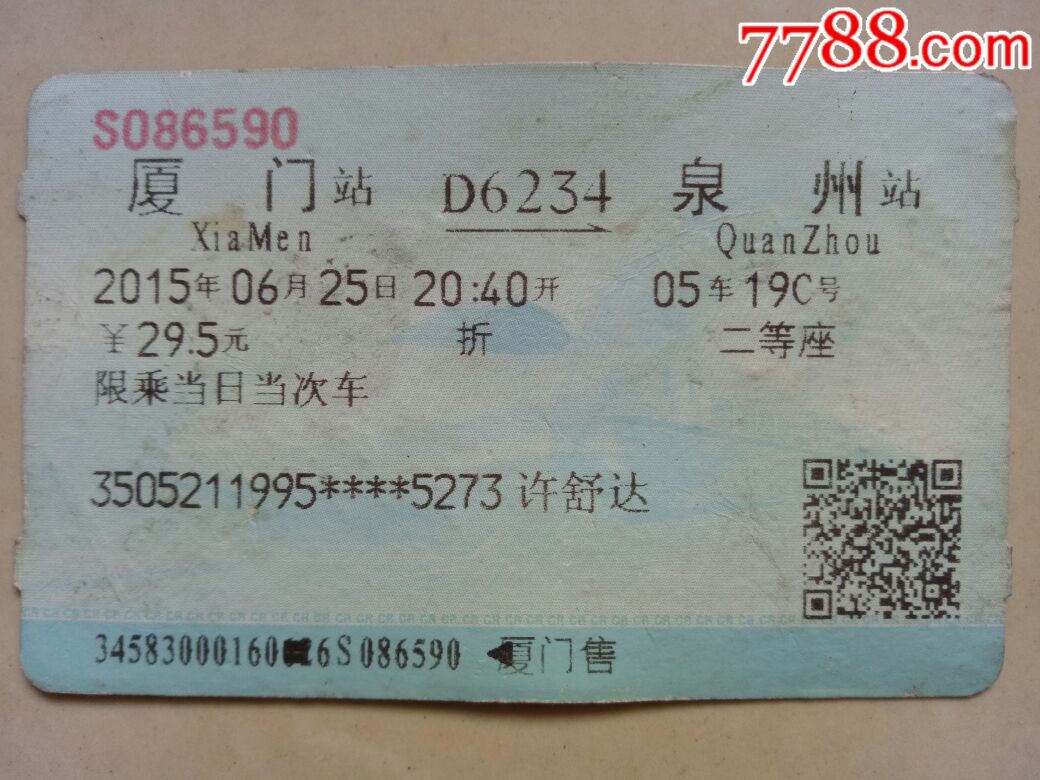 7788.com
S086590
厦门站 D6234 泉州站
XiaMen QuanZhou
2015年06月25日20:40开 05车19C号
￥29.5元 折 二等座
限乘当日当次车
3505211995****5273 许舒达
34583000160 6S086590 厦门售